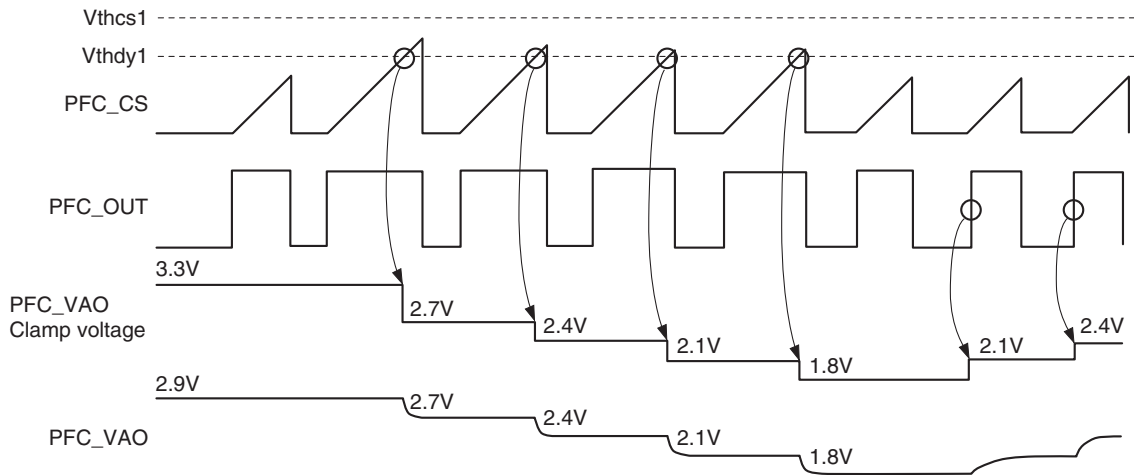 Vthcs1
Vthdy1
PFC_CS
PFC_OUT
3.3V
PFC_VAO
Clamp voltage
2.7V
2.4V
2.1V
1.8V
2.1V
2.4V
2.9V
PFC_VAO
2.7V
2.4V
2.1V
1.8V